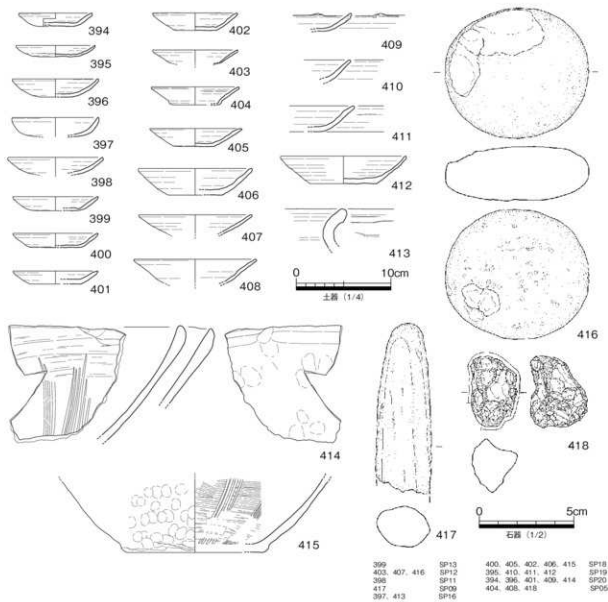 394
395
396
397
398
399
400
401
402
403
404
405
406
407
408
409
410
411
412
413
0 10cm
土器 (1/4)
414
415
416
417
418
0 5cm
石器 (1/2)
399 SP13
403, 407, 416 SP12
398 SP11
417 SP09
397, 413 SP16
400, 405, 402, 406, 415 SP18
395, 410, 411, 412 SP19
394, 396, 401, 409, 414 SP20
404, 408, 418 SP05